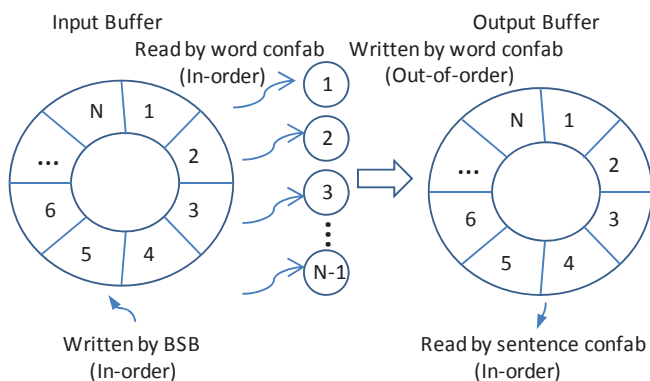 Input Buffer
Output Buffer
Read by word confab
(In-order)
Written by word confab
(Out-of-order)
N
1
2
3
4
5
6
...
1
2
3
N-1
N
1
2
3
4
5
6
...
Written by BSB
(In-order)
Read by sentence confab
(In-order)